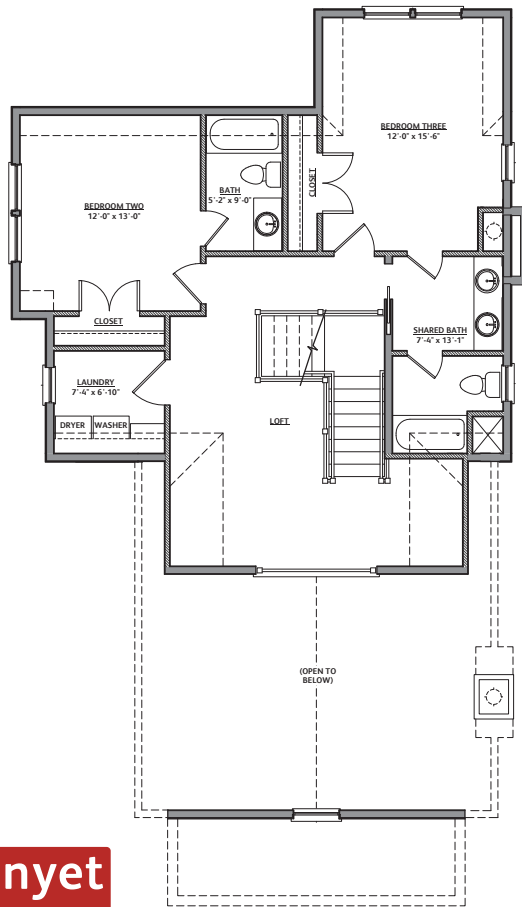 BEDROOM THREE
12'-0" x 15'-6"
BATH
5'-2" x 9'-0"
CLOSET
BEDROOM TWO
12'-0" x 13'-0"
CLOSET
SHARED BATH
7'-4" x 13'-1"
LAUNDRY
7'-4" x 6'-10"
DRYER
WASHER
LOFT
(OPEN TO
BELOW)
nyet